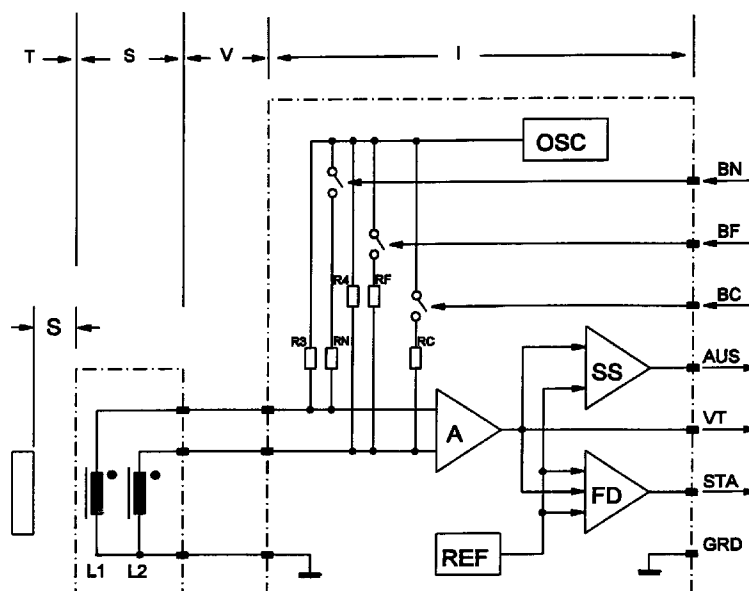 T S V I
OSC
BN
BF
R4 RF
BC
S
R3 RN RC
AUS
SS
A
VT
STA
FD
GRD
REF
L1 L2